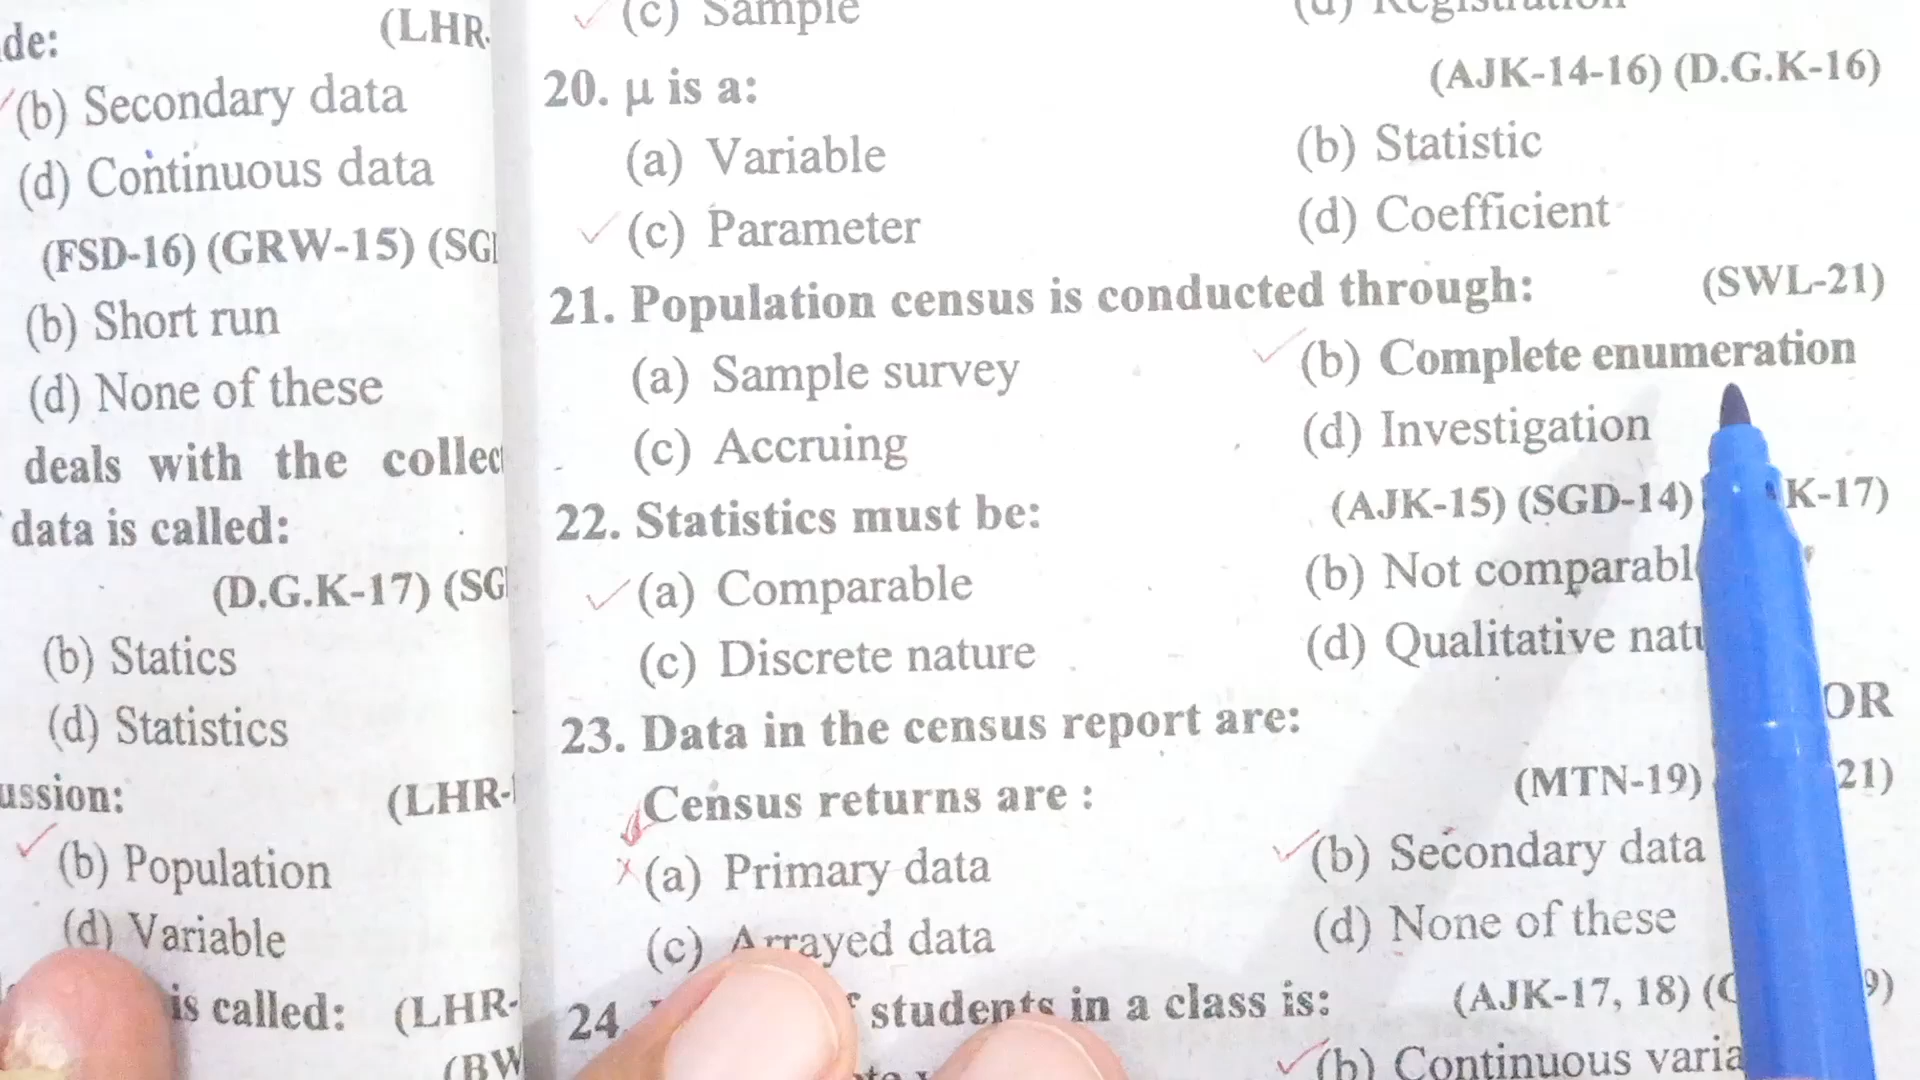 de:
(LHR-
(b) Secondary data
(d) Continuous data
(FSD-16) (GRW-15)
(b) Short run
(d) None of these
deals with the
data is called:
(D.G.K-17)
(b) Statics
(d) Statistics
ussion:
(LHR-
(b) Population
(d) Variable
is called: (LHR-
(BW
(c) Sample
(d) Registration
20. μ is a:
(AJK-14-16) (D.G.K-16)
(a) Variable
(b) Statistic
(c) Parameter
(d) Coefficient
21. Population census is conducted through:
(SWL-21)
(a) Sample survey
(b) Complete enumeration
(c) Accruing
(d) Investigation
22. Statistics must be:
(AJK-15) (SGD-14) K-17)
(a) Comparable
(b) Not comparabl
(c) Discrete nature
(d) Qualitative natu
23. Data in the census report are:
OR
Census returns are :
(MTN-19) 21)
(a) Primary data
(b) Secondary data
(c) Arrayed data
(d) None of these
24 students in a class is:
(AJK-17, 18) 9)
(b) Continuous varia